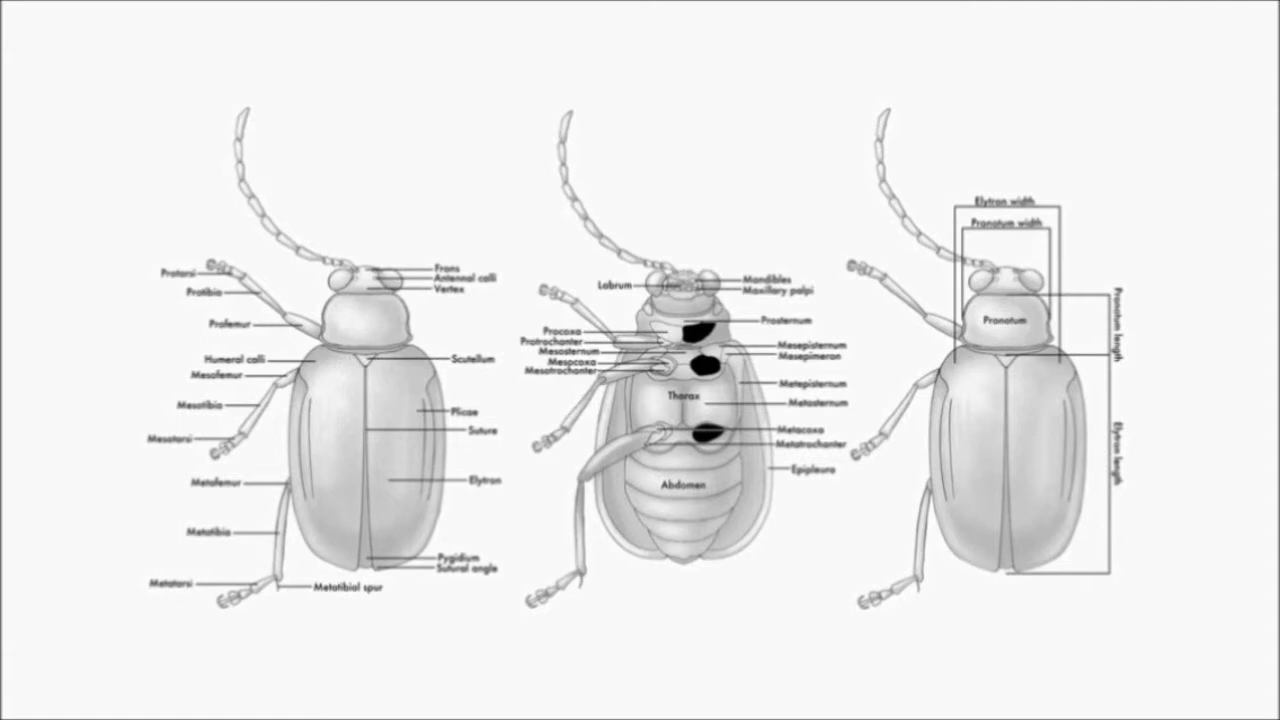 Frons
Antennal calli
Vertex
Protarsi
Protibia
Profemur
Humeral calli
Mesofemur
Mesotibia
Mesotarsi
Metafemur
Metatibia
Metatarsi
Metatibial spur
Scutellum
Plicae
Suture
Elytron
Pygidium
Sutural angle
Labrum
Mandibles
Maxillary palpi
Prosternum
Procoxa
Protrochanter
Mesosternum
Mesocoxa
Mesotrochanter
Mesepisternum
Mesepimeron
Metepisternum
Thorax
Metasternum
Metacoxa
Metatrochanter
Epipleura
Abdomen
Elytron width
Pronotum width
Pronotum
Pronotum length
Elytron length